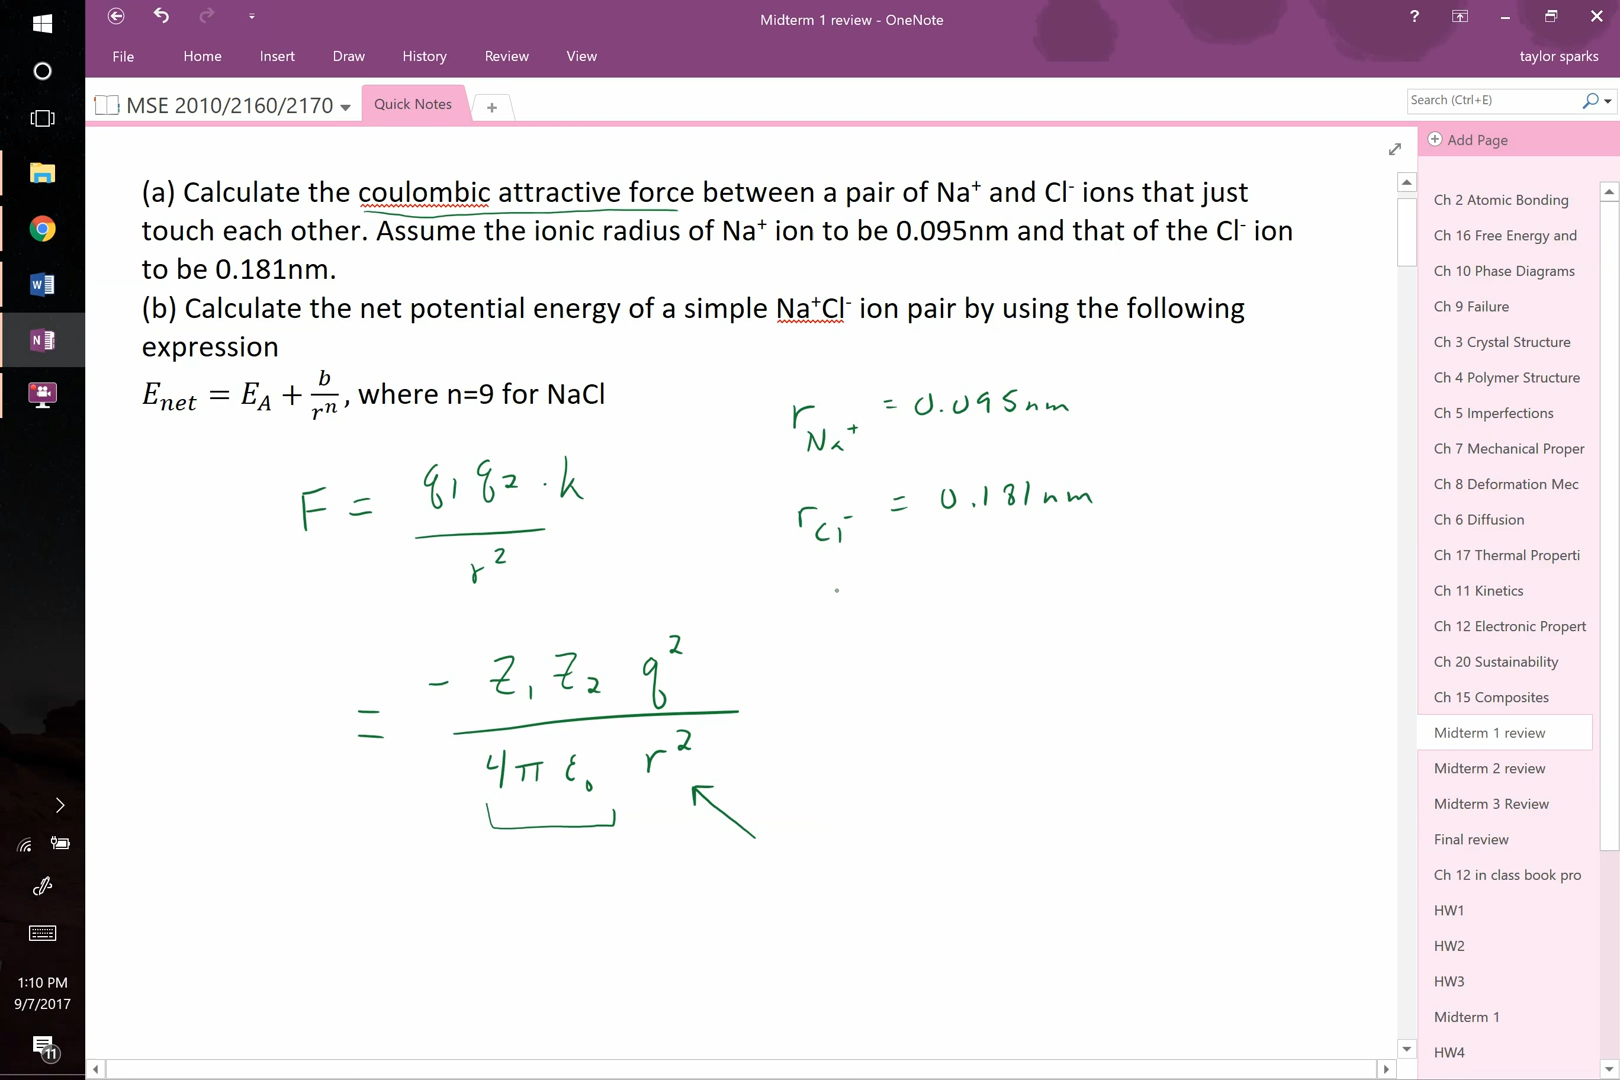 Midterm 1 review - OneNote
?
File Home Insert Draw History Review View
taylor sparks
MSE 2010/2160/2170
Quick Notes
+
Search (Ctrl+E)
Add Page
(a) Calculate the coulombic attractive force between a pair of Na⁺ and Cl⁻ ions that just
touch each other. Assume the ionic radius of Na⁺ ion to be 0.095nm and that of the Cl⁻ ion
to be 0.181nm.
(b) Calculate the net potential energy of a simple Na⁺Cl⁻ ion pair by using the following
expression
E_net = E_A + b/rⁿ, where n=9 for NaCl
r_Na⁺ = 0.095nm
F = q₁q₂·k / r²
r_Cl⁻ = 0.181nm
= - Z₁ Z₂ q² / 4π ε₀ r²
Ch 2 Atomic Bonding
Ch 16 Free Energy and
Ch 10 Phase Diagrams
Ch 9 Failure
Ch 3 Crystal Structure
Ch 4 Polymer Structure
Ch 5 Imperfections
Ch 7 Mechanical Proper
Ch 8 Deformation Mec
Ch 6 Diffusion
Ch 17 Thermal Properti
Ch 11 Kinetics
Ch 12 Electronic Propert
Ch 20 Sustainability
Ch 15 Composites
Midterm 1 review
Midterm 2 review
Midterm 3 Review
Final review
Ch 12 in class book pro
HW1
HW2
HW3
Midterm 1
HW4
W
N
1:10 PM
9/7/2017
11